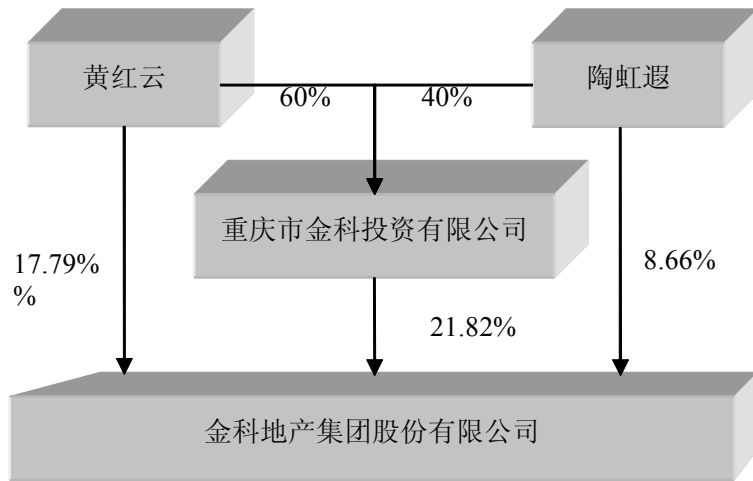 黄红云
陶虹遐
60%
40%
重庆市金科投资有限公司
17.79%
%
8.66%
21.82%
金科地产集团股份有限公司